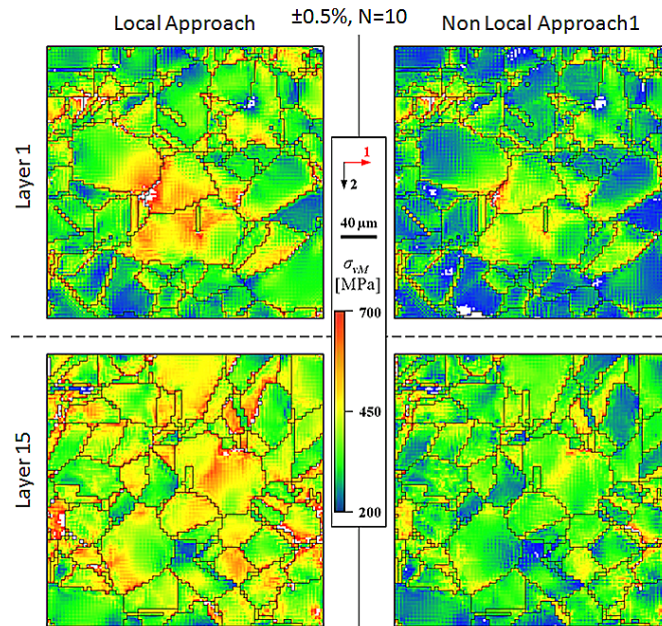 Local Approach
±0.5%, N=10
Non Local Approach1
Layer 1
1
2
40 µm
σvM
[MPa]
700
450
200
Layer 15